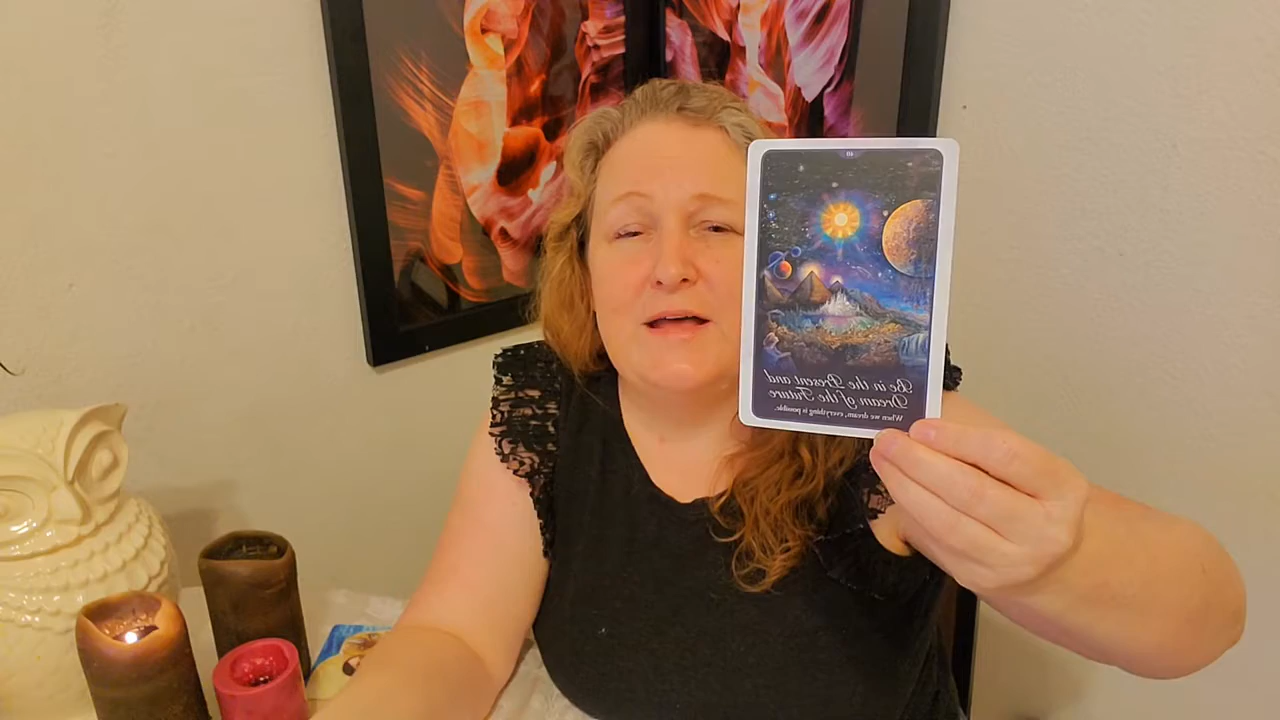 Be in the Present and
Dream of the Future
When we dream, everything is possible.